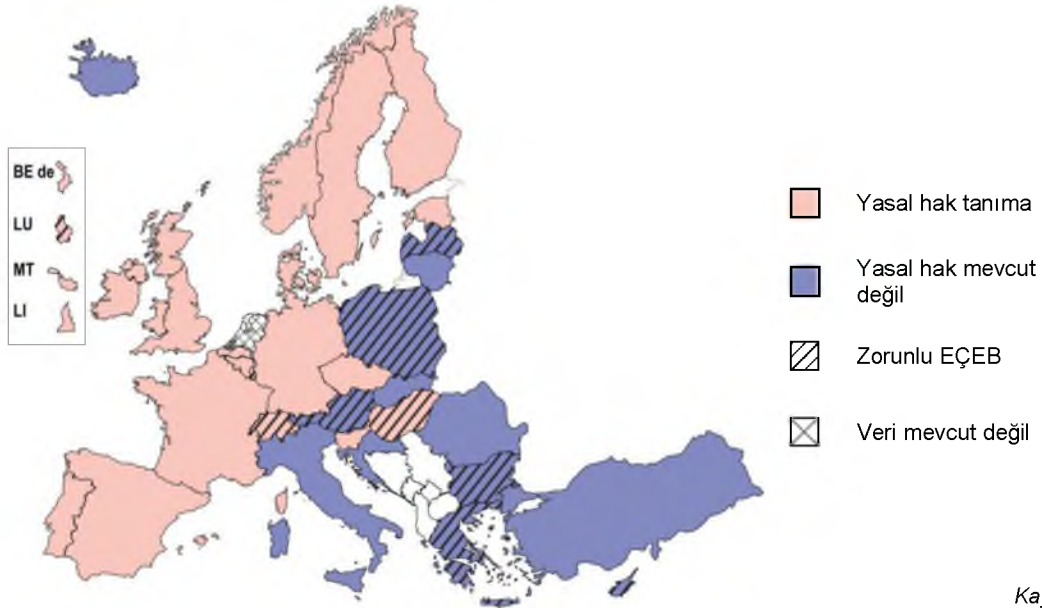 BE de
LU
MT
LI
Yasal hak tanıma
Yasal hak mevcut
değil
Zorunlu EÇEB
Veri mevcut değil